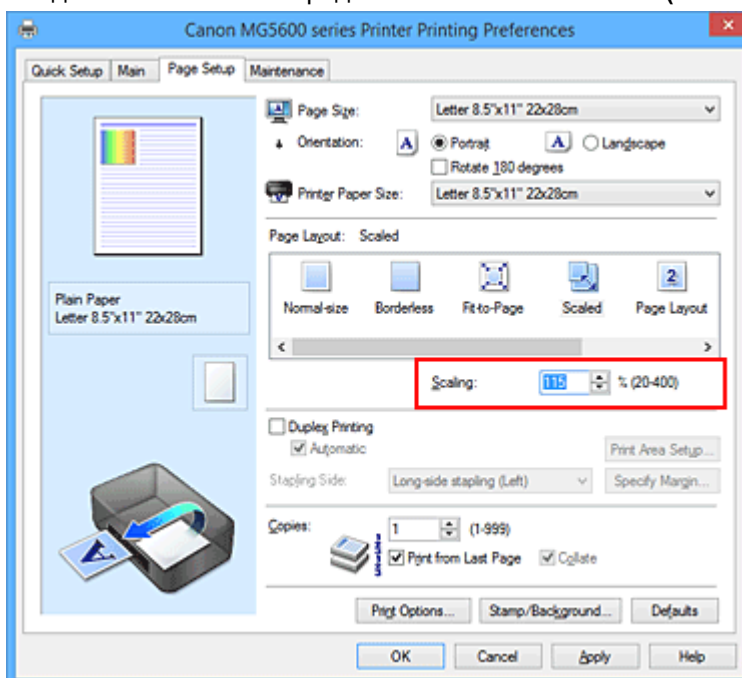 Canon MG5600 series Printer Printing Preferences
Quick Setup Main Page Setup Maintenance
Page Size: Letter 8.5"x11" 22x28cm
Orientation: A Portrait A Landscape
Rotate 180 degrees
Printer Paper Size: Letter 8.5"x11" 22x28cm
Page Layout: Scaled
Normal-size Borderless Fit-to-Page Scaled Page Layout
Plain Paper
Letter 8.5"x11" 22x28cm
Scaling: 115 % (20-400)
Duplex Printing
Automatic Print Area Setup...
Stapling Side: Long-side stapling (Left) Specify Margin...
Copies: 1 (1-999)
Print from Last Page Collate
Print Options... Stamp/Background... Defaults
OK Cancel Apply Help